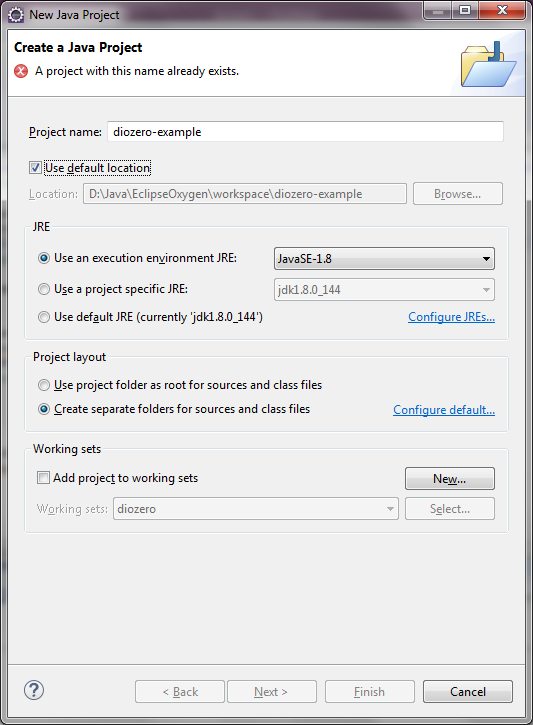 New Java Project
Create a Java Project
A project with this name already exists.
Project name: diozero-example
Use default location
Location: D:\Java\EclipseOxygen\workspace\diozero-example Browse...
JRE
Use an execution environment JRE: JavaSE-1.8
Use a project specific JRE: jdk1.8.0_144
Use default JRE (currently 'jdk1.8.0_144') Configure JREs...
Project layout
Use project folder as root for sources and class files
Create separate folders for sources and class files Configure default...
Working sets
Add project to working sets New...
Working sets: diozero Select...
? < Back Next > Finish Cancel